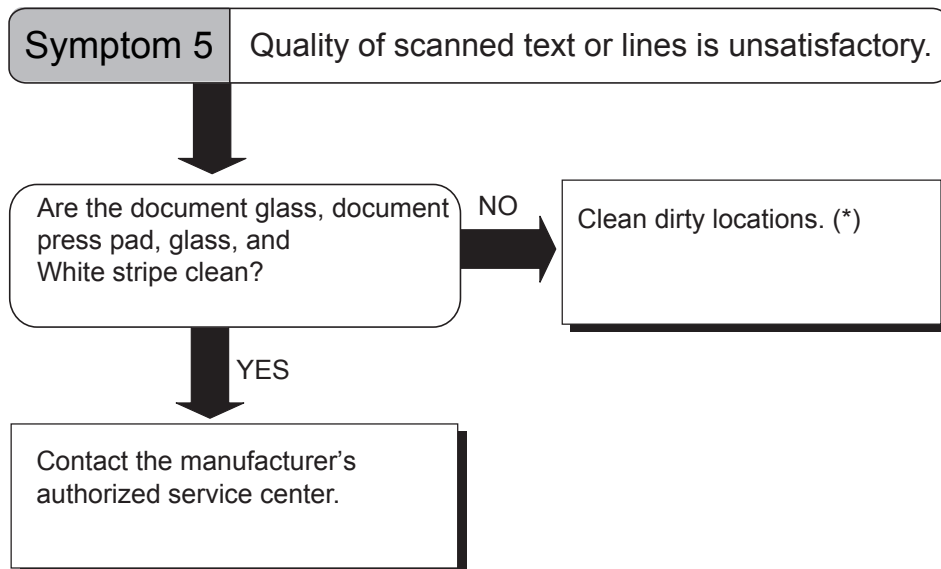 Symptom 5 Quality of scanned text or lines is unsatisfactory.
Are the document glass, document
press pad, glass, and
White stripe clean?
NO
Clean dirty locations. (*)
YES
Contact the manufacturer’s
authorized service center.